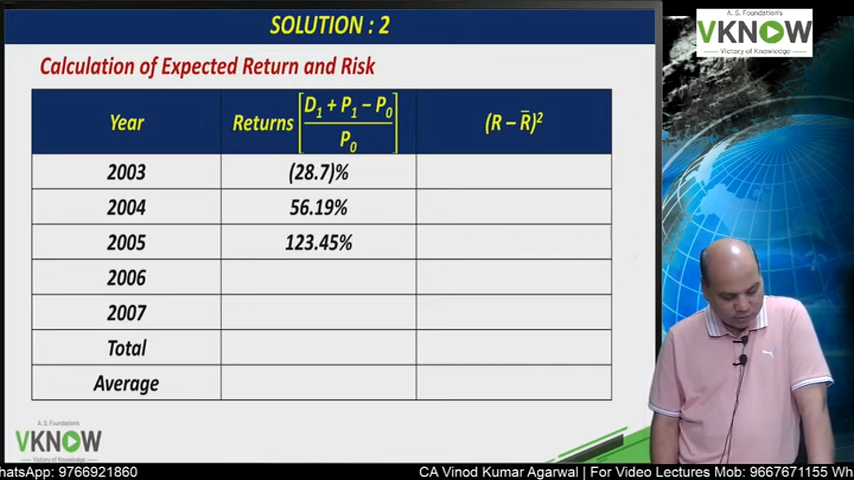 SOLUTION : 2
A. S. Foundation's
VKNOW
Victory of Knowledge
Calculation of Expected Return and Risk
Year Returns [D₁ + P₁ – P₀ / P₀] (R – R̄)²
2003 (28.7)%
2004 56.19%
2005 123.45%
2006
2007
Total
Average
A. S. Foundation's
VKNOW
Victory of Knowledge
hatsApp: 9766921860 CA Vinod Kumar Agarwal | For Video Lectures Mob: 9667671155 Wh